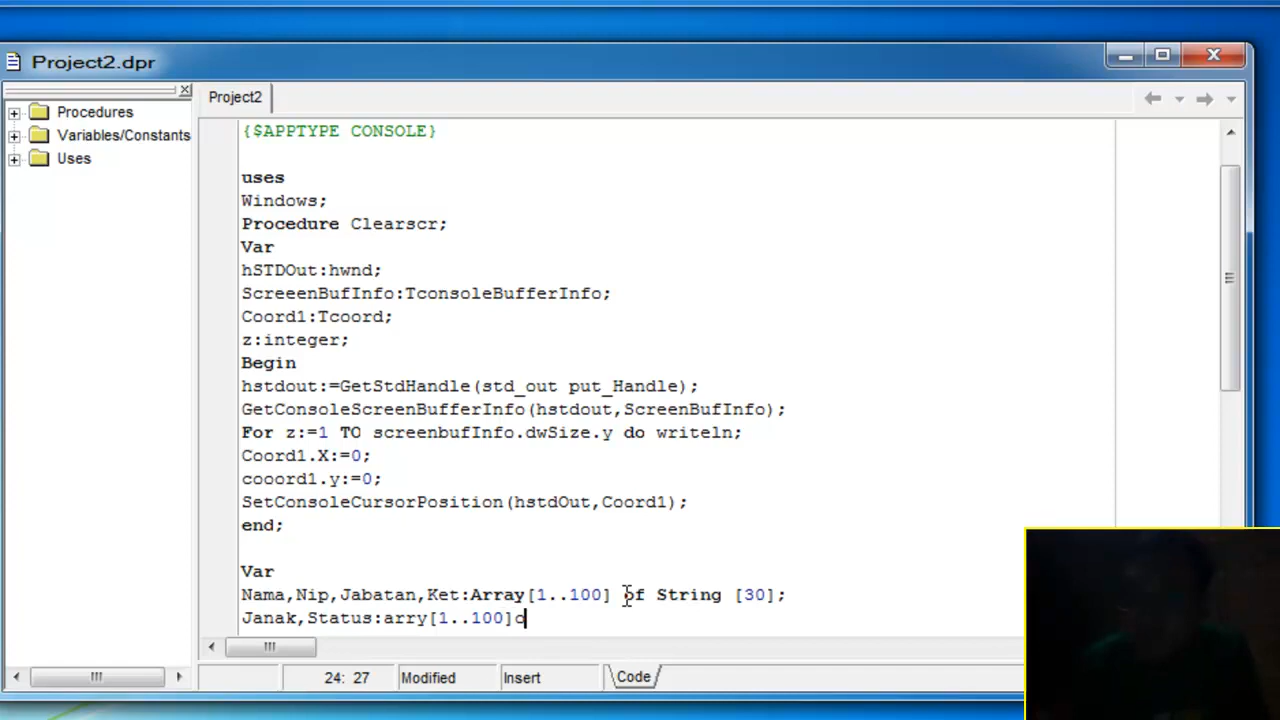 Project2.dpr
Procedures
Variables/Constants
Uses
Project2
{$APPTYPE CONSOLE}
uses
Windows;
Procedure Clearscr;
Var
hSTDOut:hwnd;
ScreeenBufInfo:TconsoleBufferInfo;
Coord1:Tcoord;
z:integer;
Begin
hstdout:=GetStdHandle(std_out put_Handle);
GetConsoleScreenBufferInfo(hstdout,ScreenBufInfo);
For z:=1 TO screenbufInfo.dwSize.y do writeln;
Coord1.X:=0;
cooord1.y:=0;
SetConsoleCursorPosition(hstdOut,Coord1);
end;
Var
Nama,Nip,Jabatan,Ket:Array[1..100] of String [30];
Janak,Status:arry[1..100]c
24: 27
Modified
Insert
Code